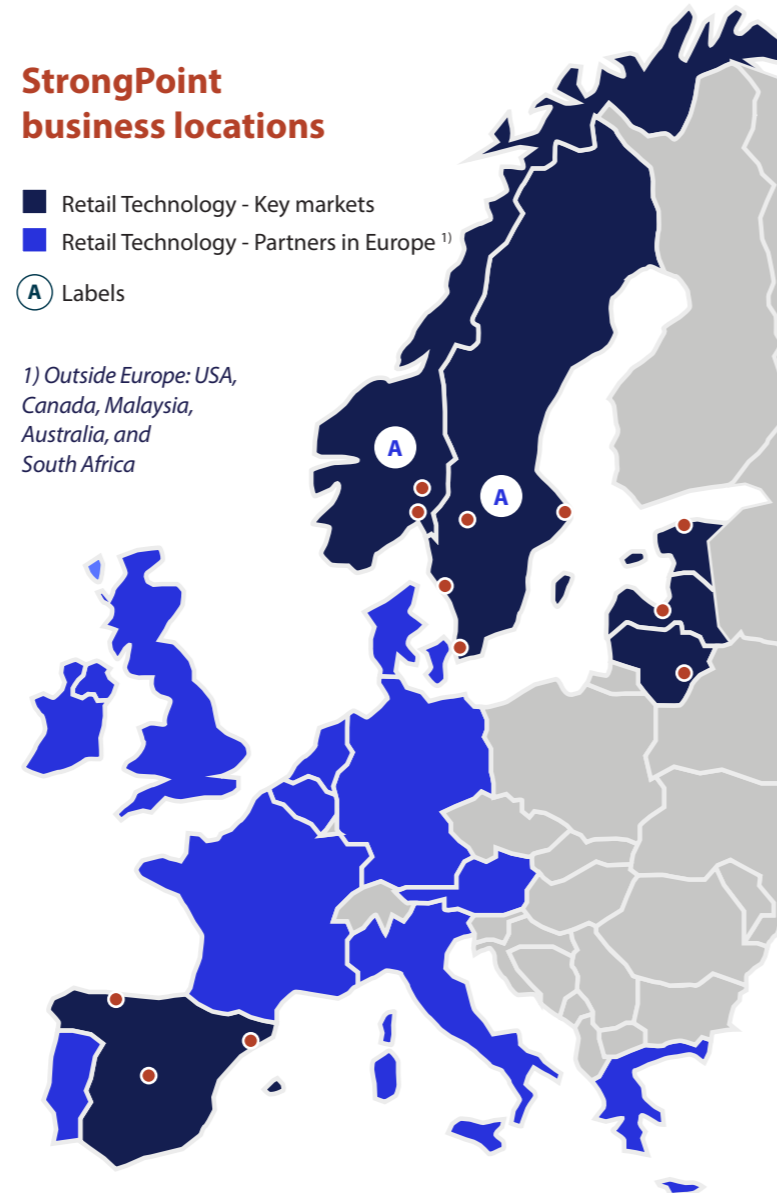 StrongPoint
business locations
Retail Technology - Key markets
Retail Technology - Partners in Europe 1)
A Labels
1) Outside Europe: USA,
Canada, Malaysia,
Australia, and
South Africa
A
A